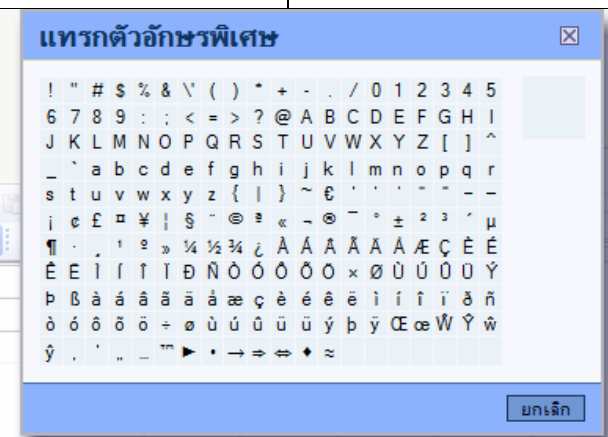 แทรกตัวอักษรพิเศษ
! " # $ % & \' ( ) * + - . / 0 1 2 3 4 5
6 7 8 9 : ; < = > ? @ A B C D E F G H I
J K L M N O P Q R S T U V W X Y Z [ ] ^
_ ` a b c d e f g h i j k l m n o p q r
s t u v w x y z { | } ~ € ‘ ’ ‘ “ ” – —
¡ ¢ £ ¤ ¥ ¦ § ¨ © ª « ¬ ® ¯ ° ± ² ³ ´ µ
¶ · ¸ ¹ º » ¼ ½ ¾ ¿ À Á Â Ã Ä Å Æ Ç È É
Ê Ë Ì Í Î Ï Ð Ñ Ò Ó Ô Õ Ö × Ø Ù Ú Û Ü Ý
Þ ß à á â ã ä å æ ç è é ê ë ì í î ï ð ñ
ò ó ô õ ö ÷ ø ù ú û ü ü ý þ ÿ Œ œ Ŵ Ŷ ŵ
ŷ ‚ ‛ „ … ™ ► • → ⇒ ⇔ ♦ ≈
ยกเลิก